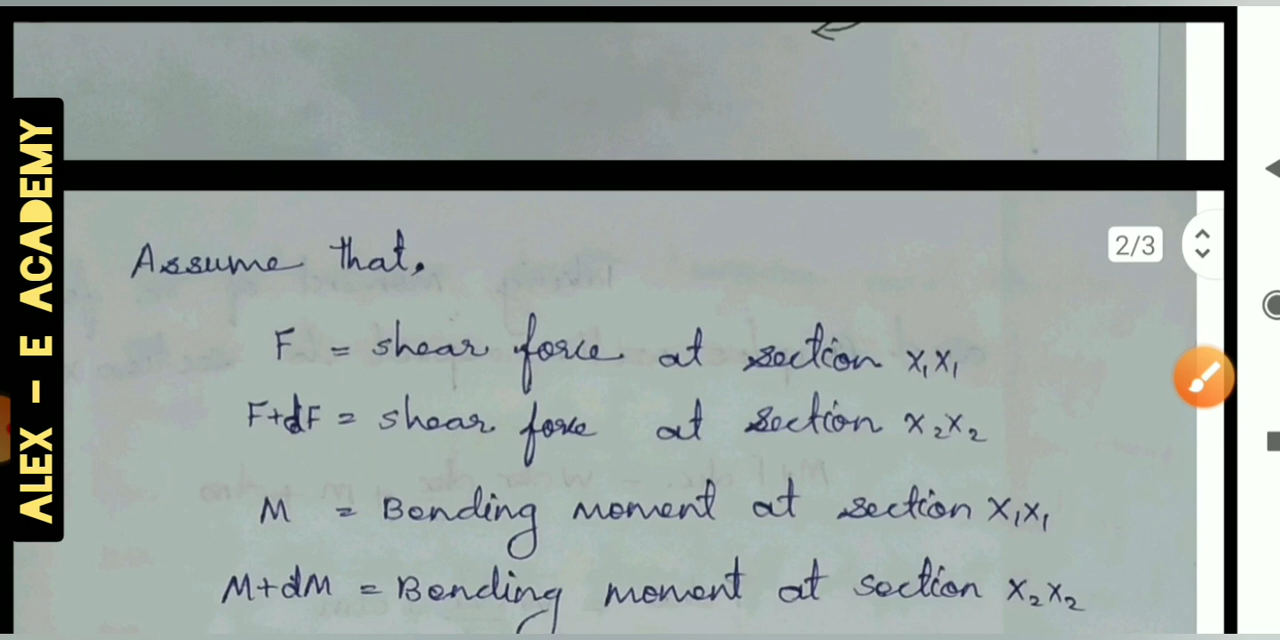 ALEX - E ACADEMY
2/3
Assume that,
F = shear force at section X₁X₁
F+dF = shear force at section X₂X₂
M = Bending moment at section X₁X₁
M+dM = Bending moment at section X₂X₂